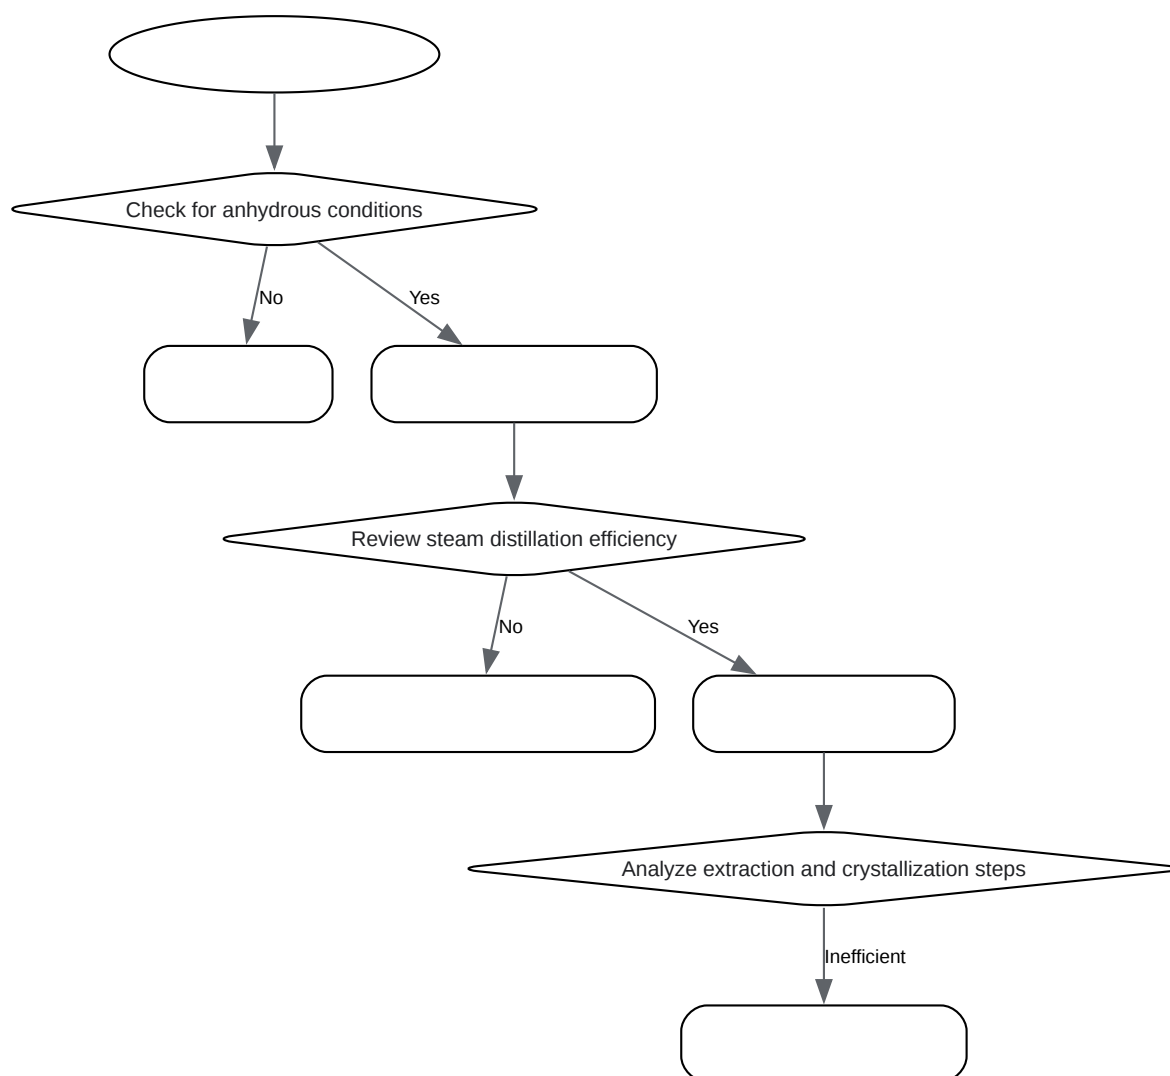 Check for anhydrous conditions
No
Yes
Review steam distillation efficiency
No
Yes
Analyze extraction and crystallization steps
Inefficient